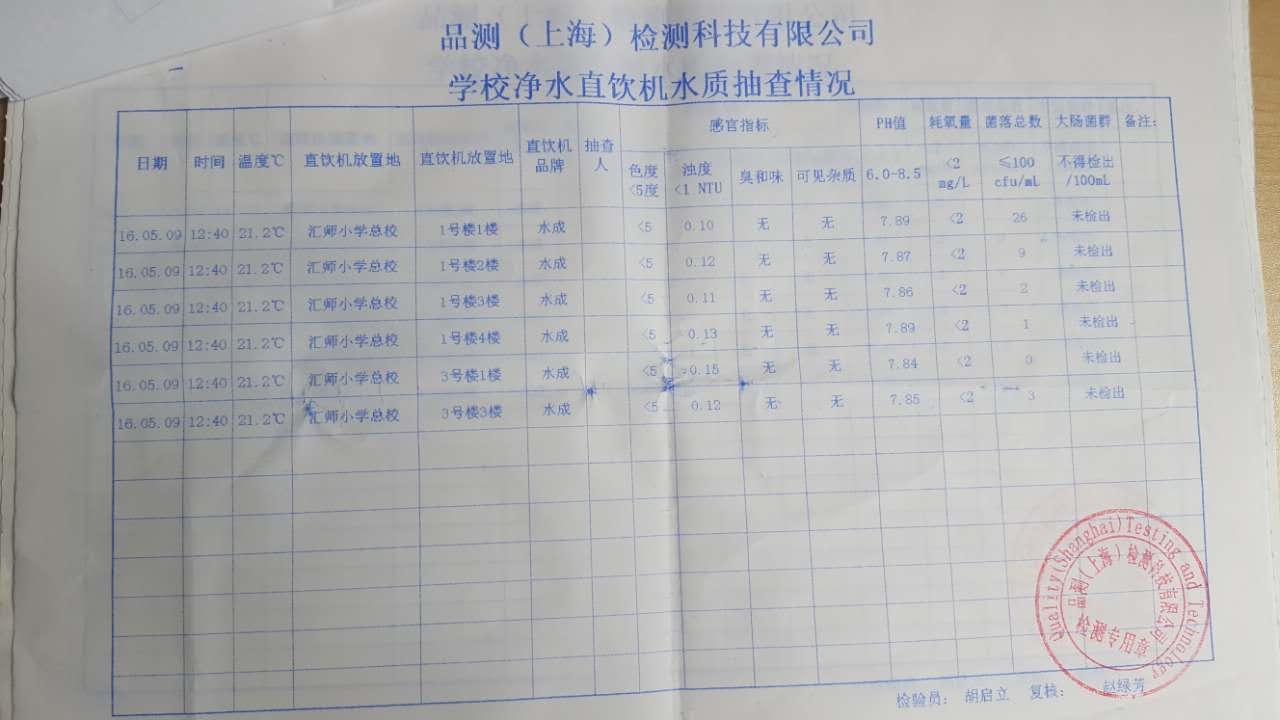 品测（上海）检测科技有限公司
学校净水直饮机水质抽查情况
日期 时间 温度℃ 直饮机放置地 直饮机放置地 直饮机品牌 抽查人 感官指标 PH值 耗氧量 菌落总数 大肠菌群 备注:
色度<5度 浊度<1 NTU 臭和味 可见杂质 6.0-8.5 <2 mg/L ≤100 cfu/mL 不得检出/100mL
16.05.09 12:40 21.2℃ 汇师小学总校 1号楼1楼 水成 <5 0.10 无 无 7.89 <2 26 未检出
16.05.09 12:40 21.2℃ 汇师小学总校 1号楼2楼 水成 <5 0.12 无 无 7.87 <2 9 未检出
16.05.09 12:40 21.2℃ 汇师小学总校 1号楼3楼 水成 <5 0.11 无 无 7.86 <2 2 未检出
16.05.09 12:40 21.2℃ 汇师小学总校 1号楼4楼 水成 <5 0.13 无 无 7.89 <2 1 未检出
16.05.09 12:40 21.2℃ 汇师小学总校 3号楼1楼 水成 <5 0.15 无 无 7.84 <2 0 未检出
16.05.09 12:40 21.2℃ 汇师小学总校 3号楼3楼 水成 <5 0.12 无 无 7.85 <2 3 未检出
Quality(Shanghai)Testing and Technology
品测（上海）检测科技有限公司
检测专用章
检验员： 胡启立 复核： 赵绿芳